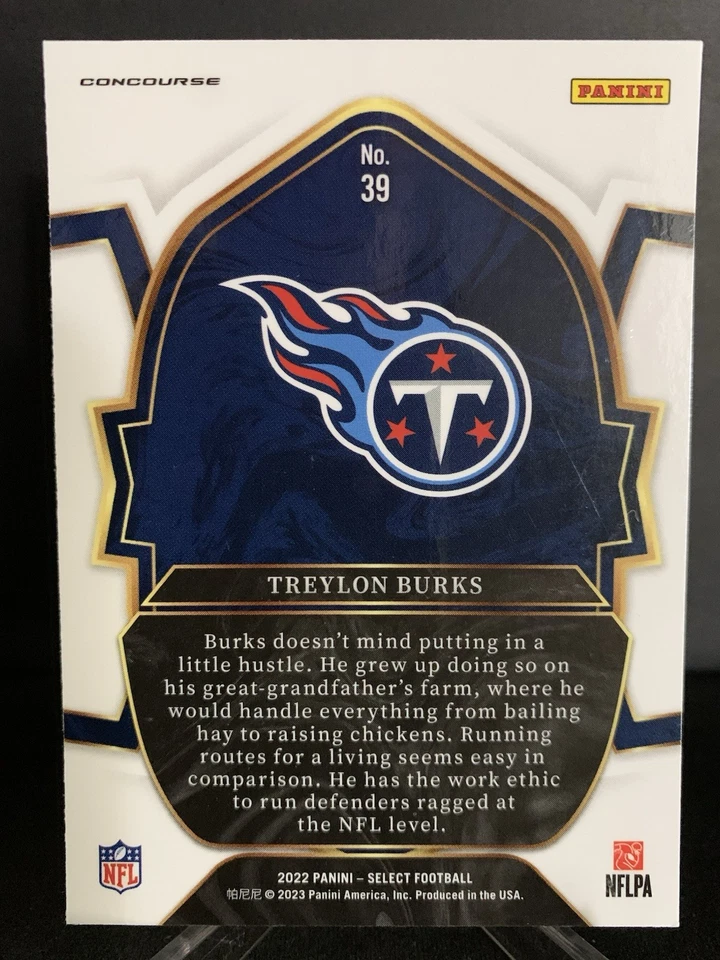 CONCOURSE
PANINI
No.
39
T
TREYLON BURKS
Burks doesn't mind putting in a
little hustle. He grew up doing so on
his great-grandfather's farm, where he
would handle everything from bailing
hay to raising chickens. Running
routes for a living seems easy in
comparison. He has the work ethic
to run defenders ragged at
the NFL level.
NFL
NFLPA
2022 PANINI – SELECT FOOTBALL
帕尼尼 © 2023 Panini America, Inc. Produced in the USA.